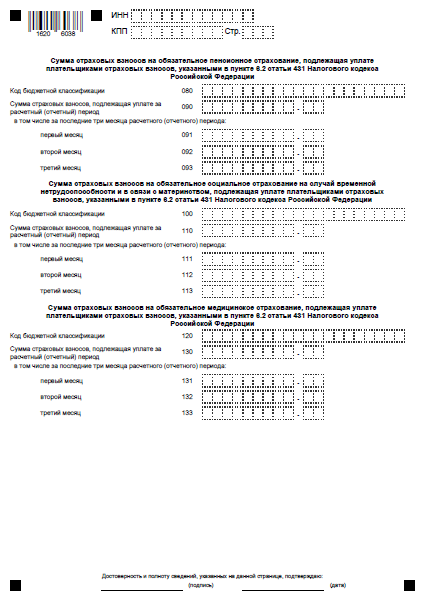 1620 6038
ИНН
КПП Стр.
Сумма страховых взносов на обязательное пенсионное страхование, подлежащая уплате
плательщиками страховых взносов, указанными в пункте 6.2 статьи 431 Налогового кодекса
Российской Федерации
Код бюджетной классификации 080
Сумма страховых взносов, подлежащая уплате за
расчетный (отчетный) период 090
в том числе за последние три месяца расчетного (отчетного) периода:
первый месяц 091
второй месяц 092
третий месяц 093
Сумма страховых взносов на обязательное социальное страхование на случай временной
нетрудоспособности и в связи с материнством, подлежащая уплате плательщиками страховых
взносов, указанными в пункте 6.2 статьи 431 Налогового кодекса Российской Федерации
Код бюджетной классификации 100
Сумма страховых взносов, подлежащая уплате за
расчетный (отчетный) период 110
в том числе за последние три месяца расчетного (отчетного) периода:
первый месяц 111
второй месяц 112
третий месяц 113
Сумма страховых взносов на обязательное медицинское страхование, подлежащая уплате
плательщиками страховых взносов, указанными в пункте 6.2 статьи 431 Налогового кодекса
Российской Федерации
Код бюджетной классификации 120
Сумма страховых взносов, подлежащая уплате за
расчетный (отчетный) период 130
в том числе за последние три месяца расчетного (отчетного) периода:
первый месяц 131
второй месяц 132
третий месяц 133
Достоверность и полноту сведений, указанных на данной странице, подтверждаю:
(подпись) (дата)